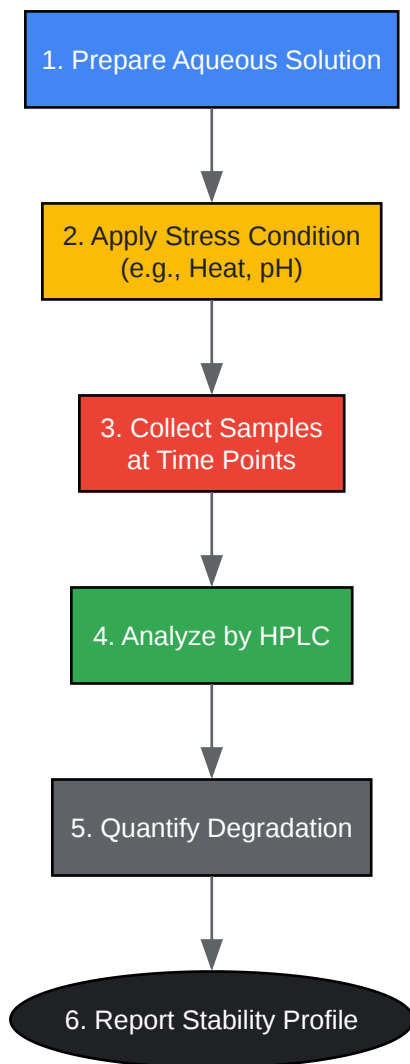 1. Prepare Aqueous Solution
2. Apply Stress Condition
(e.g., Heat, pH)
3. Collect Samples
at Time Points
4. Analyze by HPLC
5. Quantify Degradation
6. Report Stability Profile